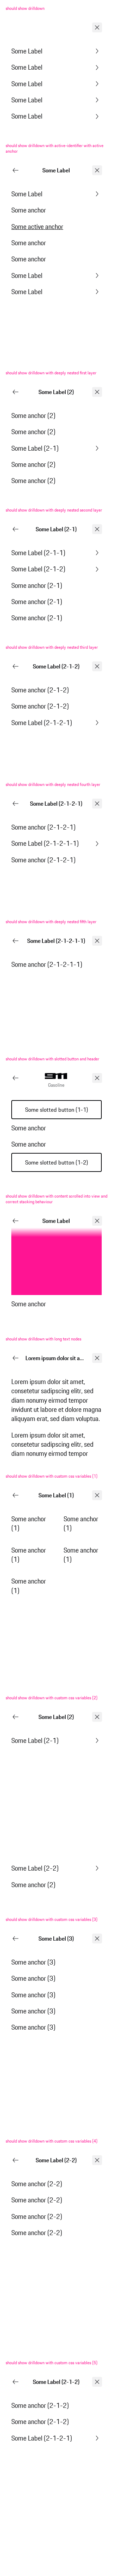 should show drilldown
Some Label
Some Label
Some Label
Some Label
Some Label
should show drilldown with active identifier with active
anchor
Some Label
Some Label
Some anchor
Some active anchor
Some anchor
Some anchor
Some Label
Some Label
should show drilldown with deeply nested first layer
Some Label (2)
Some anchor (2)
Some anchor (2)
Some Label (2-1)
Some anchor (2)
Some anchor (2)
should show drilldown with deeply nested second layer
Some Label (2-1)
Some Label (2-1-1)
Some Label (2-1-2)
Some anchor (2-1)
Some anchor (2-1)
Some anchor (2-1)
should show drilldown with deeply nested third layer
Some Label (2-1-2)
Some anchor (2-1-2)
Some anchor (2-1-2)
Some Label (2-1-2-1)
should show drilldown with deeply nested fourth layer
Some Label (2-1-2-1)
Some anchor (2-1-2-1)
Some Label (2-1-2-1-1)
Some anchor (2-1-2-1)
should show drilldown with deeply nested fifth layer
Some Label (2-1-2-1-1)
Some anchor (2-1-2-1-1)
should show drilldown with slotted button and header
911
Gasoline
Some slotted button (1-1)
Some anchor
Some anchor
Some slotted button (1-2)
should show drilldown with content scrolled into view and
correct stacking behaviour
Some Label
Some anchor
should show drilldown with long text nodes
Lorem ipsum dolor sit a...
Lorem ipsum dolor sit amet,
consetetur sadipscing elitr, sed
diam nonumy eirmod tempor
invidunt ut labore et dolore magna
aliquyam erat, sed diam voluptua.
Lorem ipsum dolor sit amet,
consetetur sadipscing elitr, sed
diam nonumy eirmod tempor
should show drilldown with custom css variables (1)
Some Label (1)
Some anchor
(1)
Some anchor
(1)
Some anchor
(1)
Some anchor
(1)
Some anchor
(1)
should show drilldown with custom css variables (2)
Some Label (2)
Some Label (2-1)
Some Label (2-2)
Some anchor (2)
should show drilldown with custom css variables (3)
Some Label (3)
Some anchor (3)
Some anchor (3)
Some anchor (3)
Some anchor (3)
Some anchor (3)
should show drilldown with custom css variables (4)
Some Label (2-2)
Some anchor (2-2)
Some anchor (2-2)
Some anchor (2-2)
Some anchor (2-2)
should show drilldown with custom css variables (5)
Some Label (2-1-2)
Some anchor (2-1-2)
Some anchor (2-1-2)
Some Label (2-1-2-1)